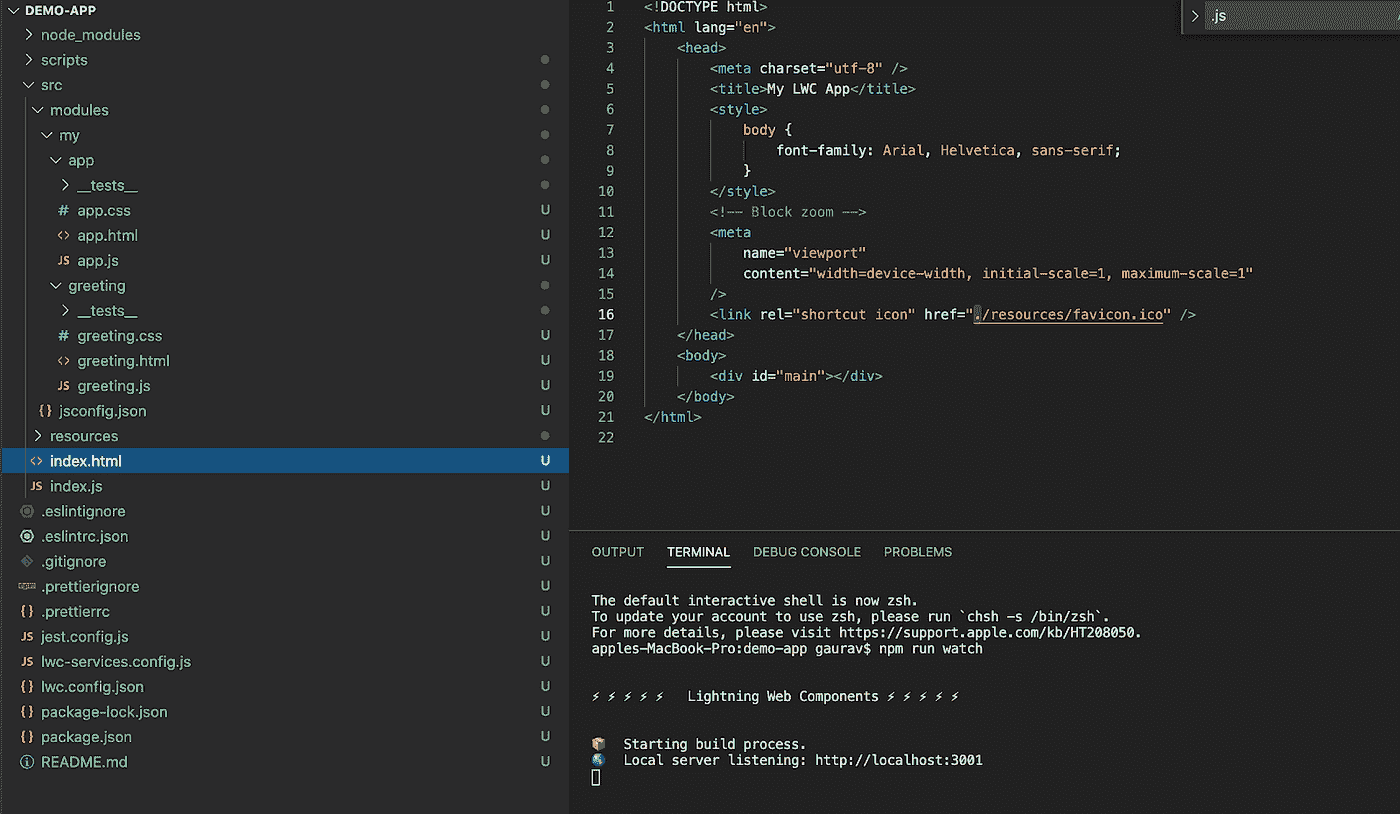 DEMO-APP
node_modules
scripts
src
modules
my
app
__tests__
# app.css U
<> app.html U
JS app.js U
greeting
__tests__
# greeting.css U
<> greeting.html U
JS greeting.js U
{} jsconfig.json U
resources
<> index.html U
JS index.js U
.eslintignore U
.eslintrc.json U
.gitignore U
.prettierignore U
{} .prettierrc U
JS jest.config.js U
JS lwc-services.config.js U
{} lwc.config.json U
{} package-lock.json U
{} package.json U
README.md U
.js
1 <!DOCTYPE html>
2 <html lang="en">
3 <head>
4 <meta charset="utf-8" />
5 <title>My LWC App</title>
6 <style>
7 body {
8 font-family: Arial, Helvetica, sans-serif;
9 }
10 </style>
11 <!-- Block zoom -->
12 <meta
13 name="viewport"
14 content="width=device-width, initial-scale=1, maximum-scale=1"
15 />
16 <link rel="shortcut icon" href="./resources/favicon.ico" />
17 </head>
18 <body>
19 <div id="main"></div>
20 </body>
21 </html>
22
OUTPUT TERMINAL DEBUG CONSOLE PROBLEMS
The default interactive shell is now zsh.
To update your account to use zsh, please run `chsh -s /bin/zsh`.
For more details, please visit https://support.apple.com/kb/HT208050.
apples-MacBook-Pro:demo-app gaurav$ npm run watch
⚡ ⚡ ⚡ ⚡ ⚡ Lightning Web Components ⚡ ⚡ ⚡ ⚡ ⚡
📦 Starting build process.
🌎 Local server listening: http://localhost:3001